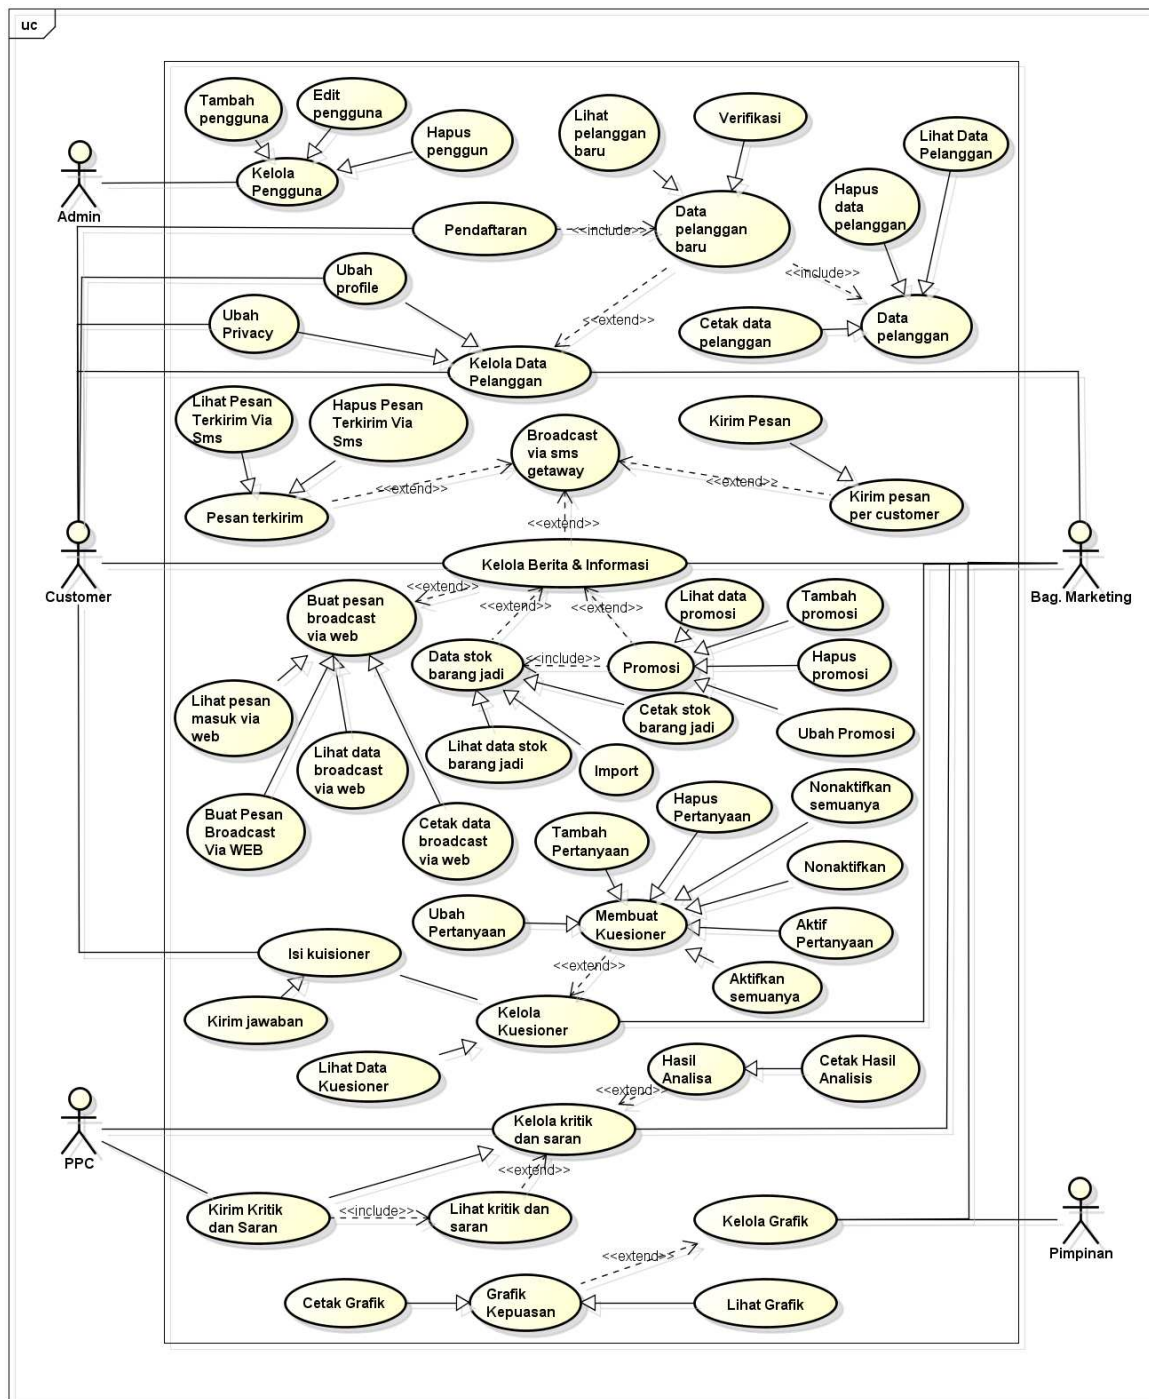 uc
Tambah
pengguna
Edit
pengguna
Hapus
penggun
Kelola
Pengguna
Admin
Lihat
pelanggan
baru
Verifikasi
Lihat Data
Pelanggan
Hapus
data
pelanggan
Pendaftaran
<<include>>
Data
pelanggan
baru
<<include>>
Ubah
profile
Ubah
Privacy
<<extend>>
Cetak data
pelanggan
Data
pelanggan
Kelola Data
Pelanggan
Lihat Pesan
Terkirim Via
Sms
Hapus Pesan
Terkirim Via
Sms
Broadcast
via sms
getaway
Kirim Pesan
<<extend>>
<<extend>>
Pesan terkirim
Kirim pesan
per customer
<<extend>>
Customer
Kelola Berita & Informasi
Bag. Marketing
<<extend>>
Buat pesan
broadcast
via web
<<extend>>
<<extend>>
Lihat data
promosi
Tambah
promosi
Data stok
barang jadi
<<include>>
Promosi
Hapus
promosi
Lihat pesan
masuk via
web
Cetak stok
barang jadi
Ubah Promosi
Lihat data
broadcast
via web
Lihat data stok
barang jadi
Import
Buat Pesan
Broadcast
Via WEB
Cetak data
broadcast
via web
Hapus
Pertanyaan
Nonaktifkan
semuanya
Tambah
Pertanyaan
Nonaktifkan
Ubah
Pertanyaan
Membuat
Kuesioner
Aktif
Pertanyaan
Isi kuisioner
<<extend>>
Aktifkan
semuanya
Kirim jawaban
Kelola
Kuesioner
Lihat Data
Kuesioner
Hasil
Analisa
Cetak Hasil
Analisis
<<extend>>
PPC
Kelola kritik
dan saran
<<extend>>
Kirim Kritik
dan Saran
<<include>>
Lihat kritik dan
saran
Kelola Grafik
Pimpinan
<<extend>>
Cetak Grafik
Grafik
Kepuasan
Lihat Grafik